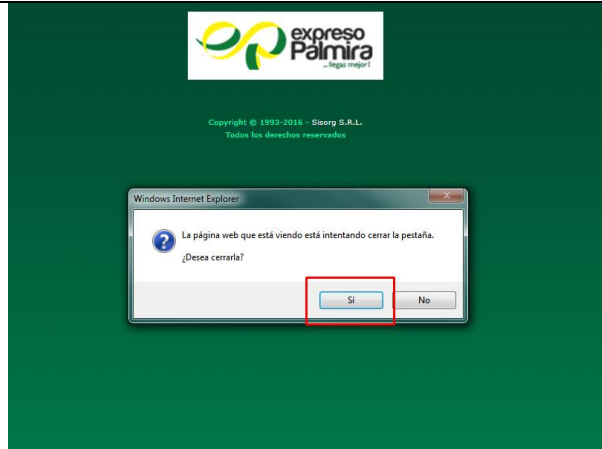 expreso
Palmira
... llegas mejor!
Copyright © 1993-2016 - Sisorg S.R.L.
Todos los derechos reservados
Windows Internet Explorer
La página web que está viendo está intentando cerrar la pestaña.
¿Desea cerrarla?
Sí
No